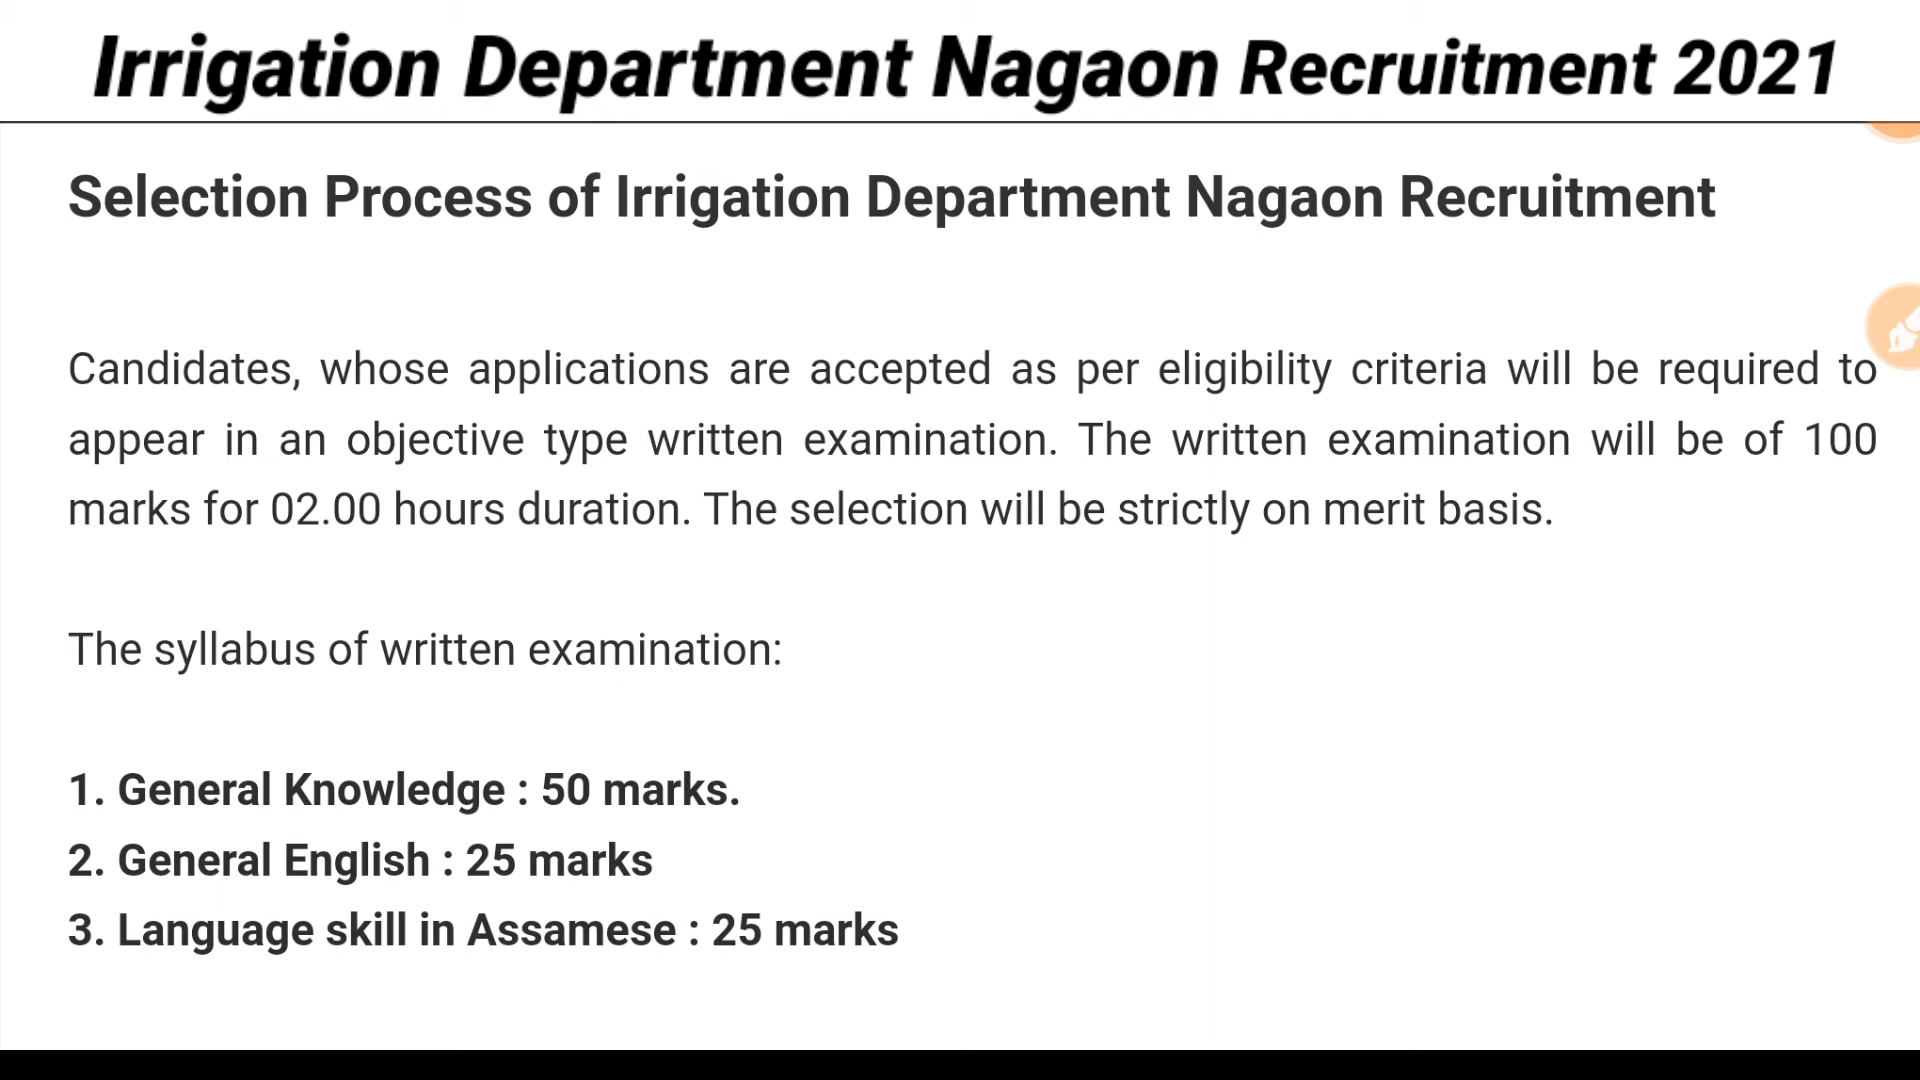 Irrigation Department Nagaon Recruitment 2021
Selection Process of Irrigation Department Nagaon Recruitment
Candidates, whose applications are accepted as per eligibility criteria will be required to
appear in an objective type written examination. The written examination will be of 100
marks for 02.00 hours duration. The selection will be strictly on merit basis.
The syllabus of written examination:
1. General Knowledge : 50 marks.
2. General English : 25 marks
3. Language skill in Assamese : 25 marks